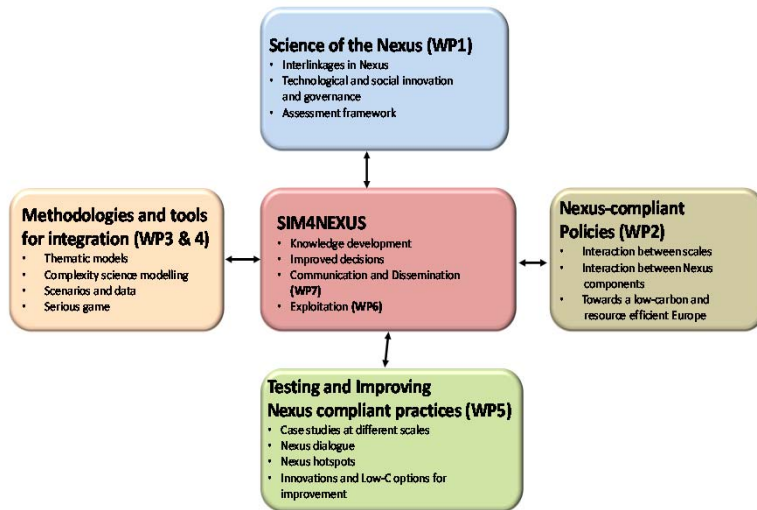 Science of the Nexus (WP1)
• Interlinkages in Nexus
• Technological and social innovation
and governance
• Assessment framework
Methodologies and tools
for integration (WP3 & 4)
• Thematic models
• Complexity science modelling
• Scenarios and data
• Serious game
SIM4NEXUS
• Knowledge development
• Improved decisions
• Communication and Dissemination
(WP7)
• Exploitation (WP6)
Nexus-compliant
Policies (WP2)
• Interaction between scales
• Interaction between Nexus
components
• Towards a low-carbon and
resource efficient Europe
Testing and Improving
Nexus compliant practices (WP5)
• Case studies at different scales
• Nexus dialogue
• Nexus hotspots
• Innovations and Low-C options for
improvement